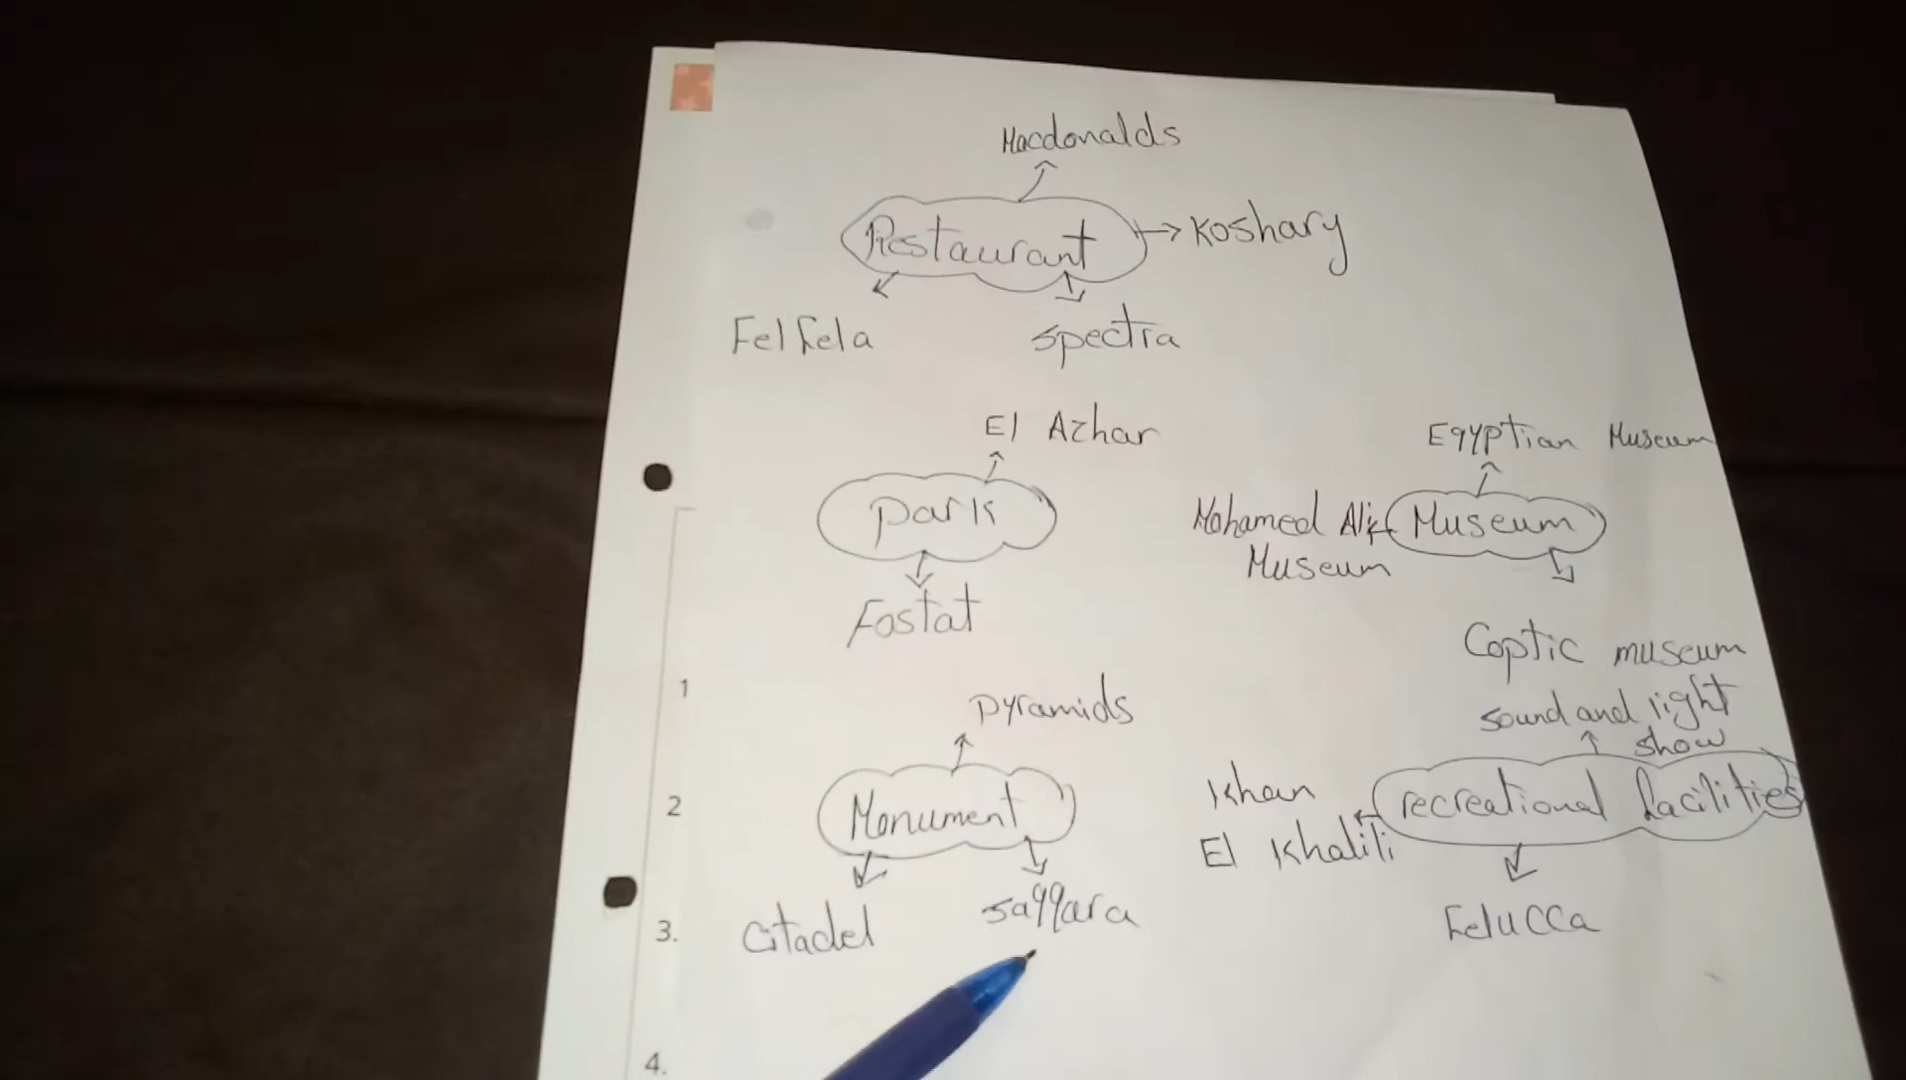 Macdonalds
Restaurant
Koshary
Felfela
spectra
El Azhar
park
Fostat
Egyptian Museum
Mohamed Ali
Museum
Museum
Coptic museum
pyramids
Monument
citadel
saqqara
sound and light
show
recreational facilities
Khan
El Khalili
Felucca
1
2
3.
4.